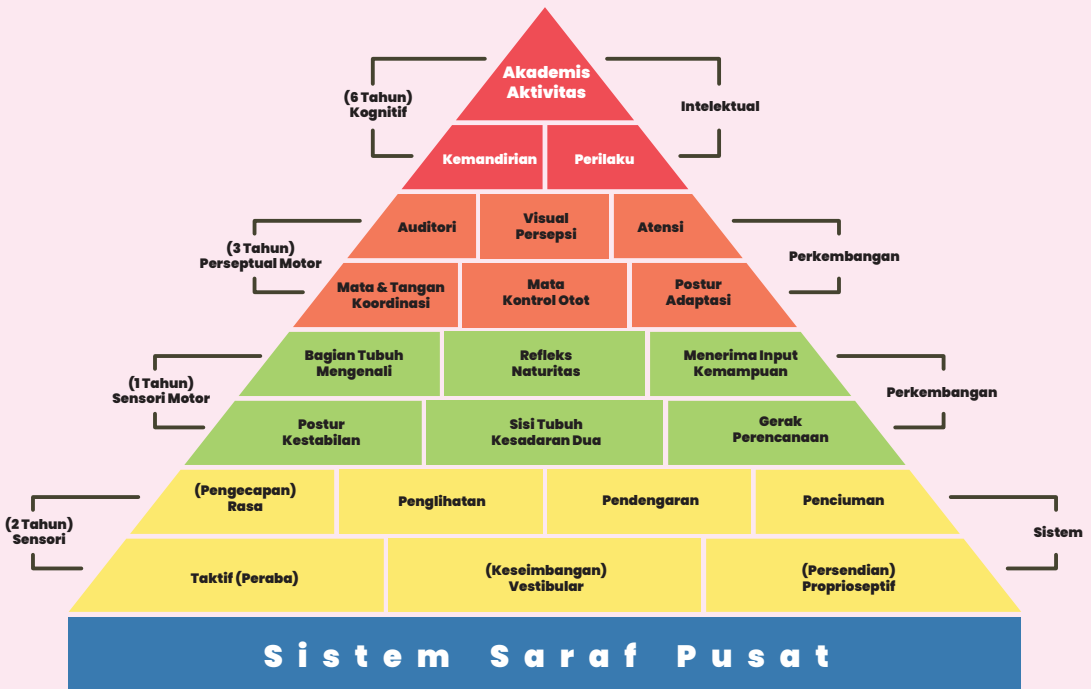 Akademis
Aktivitas
(6 Tahun)
Kognitif
Intelektual
Kemandirian
Perilaku
Auditori
Visual
Persepsi
Atensi
(3 Tahun)
Perseptual Motor
Perkembangan
Mata & Tangan
Koordinasi
Mata
Kontrol Otot
Postur
Adaptasi
Bagian Tubuh
Mengenali
Refleks
Naturitas
Menerima Input
Kemampuan
(1 Tahun)
Sensori Motor
Perkembangan
Postur
Kestabilan
Sisi Tubuh
Kesadaran Dua
Gerak
Perencanaan
(Pengecapan)
Rasa
Penglihatan
Pendengaran
Penciuman
(2 Tahun)
Sensori
Sistem
Taktif (Peraba)
(Keseimbangan)
Vestibular
(Persendian)
Proprioseptif
Sistem Saraf Pusat